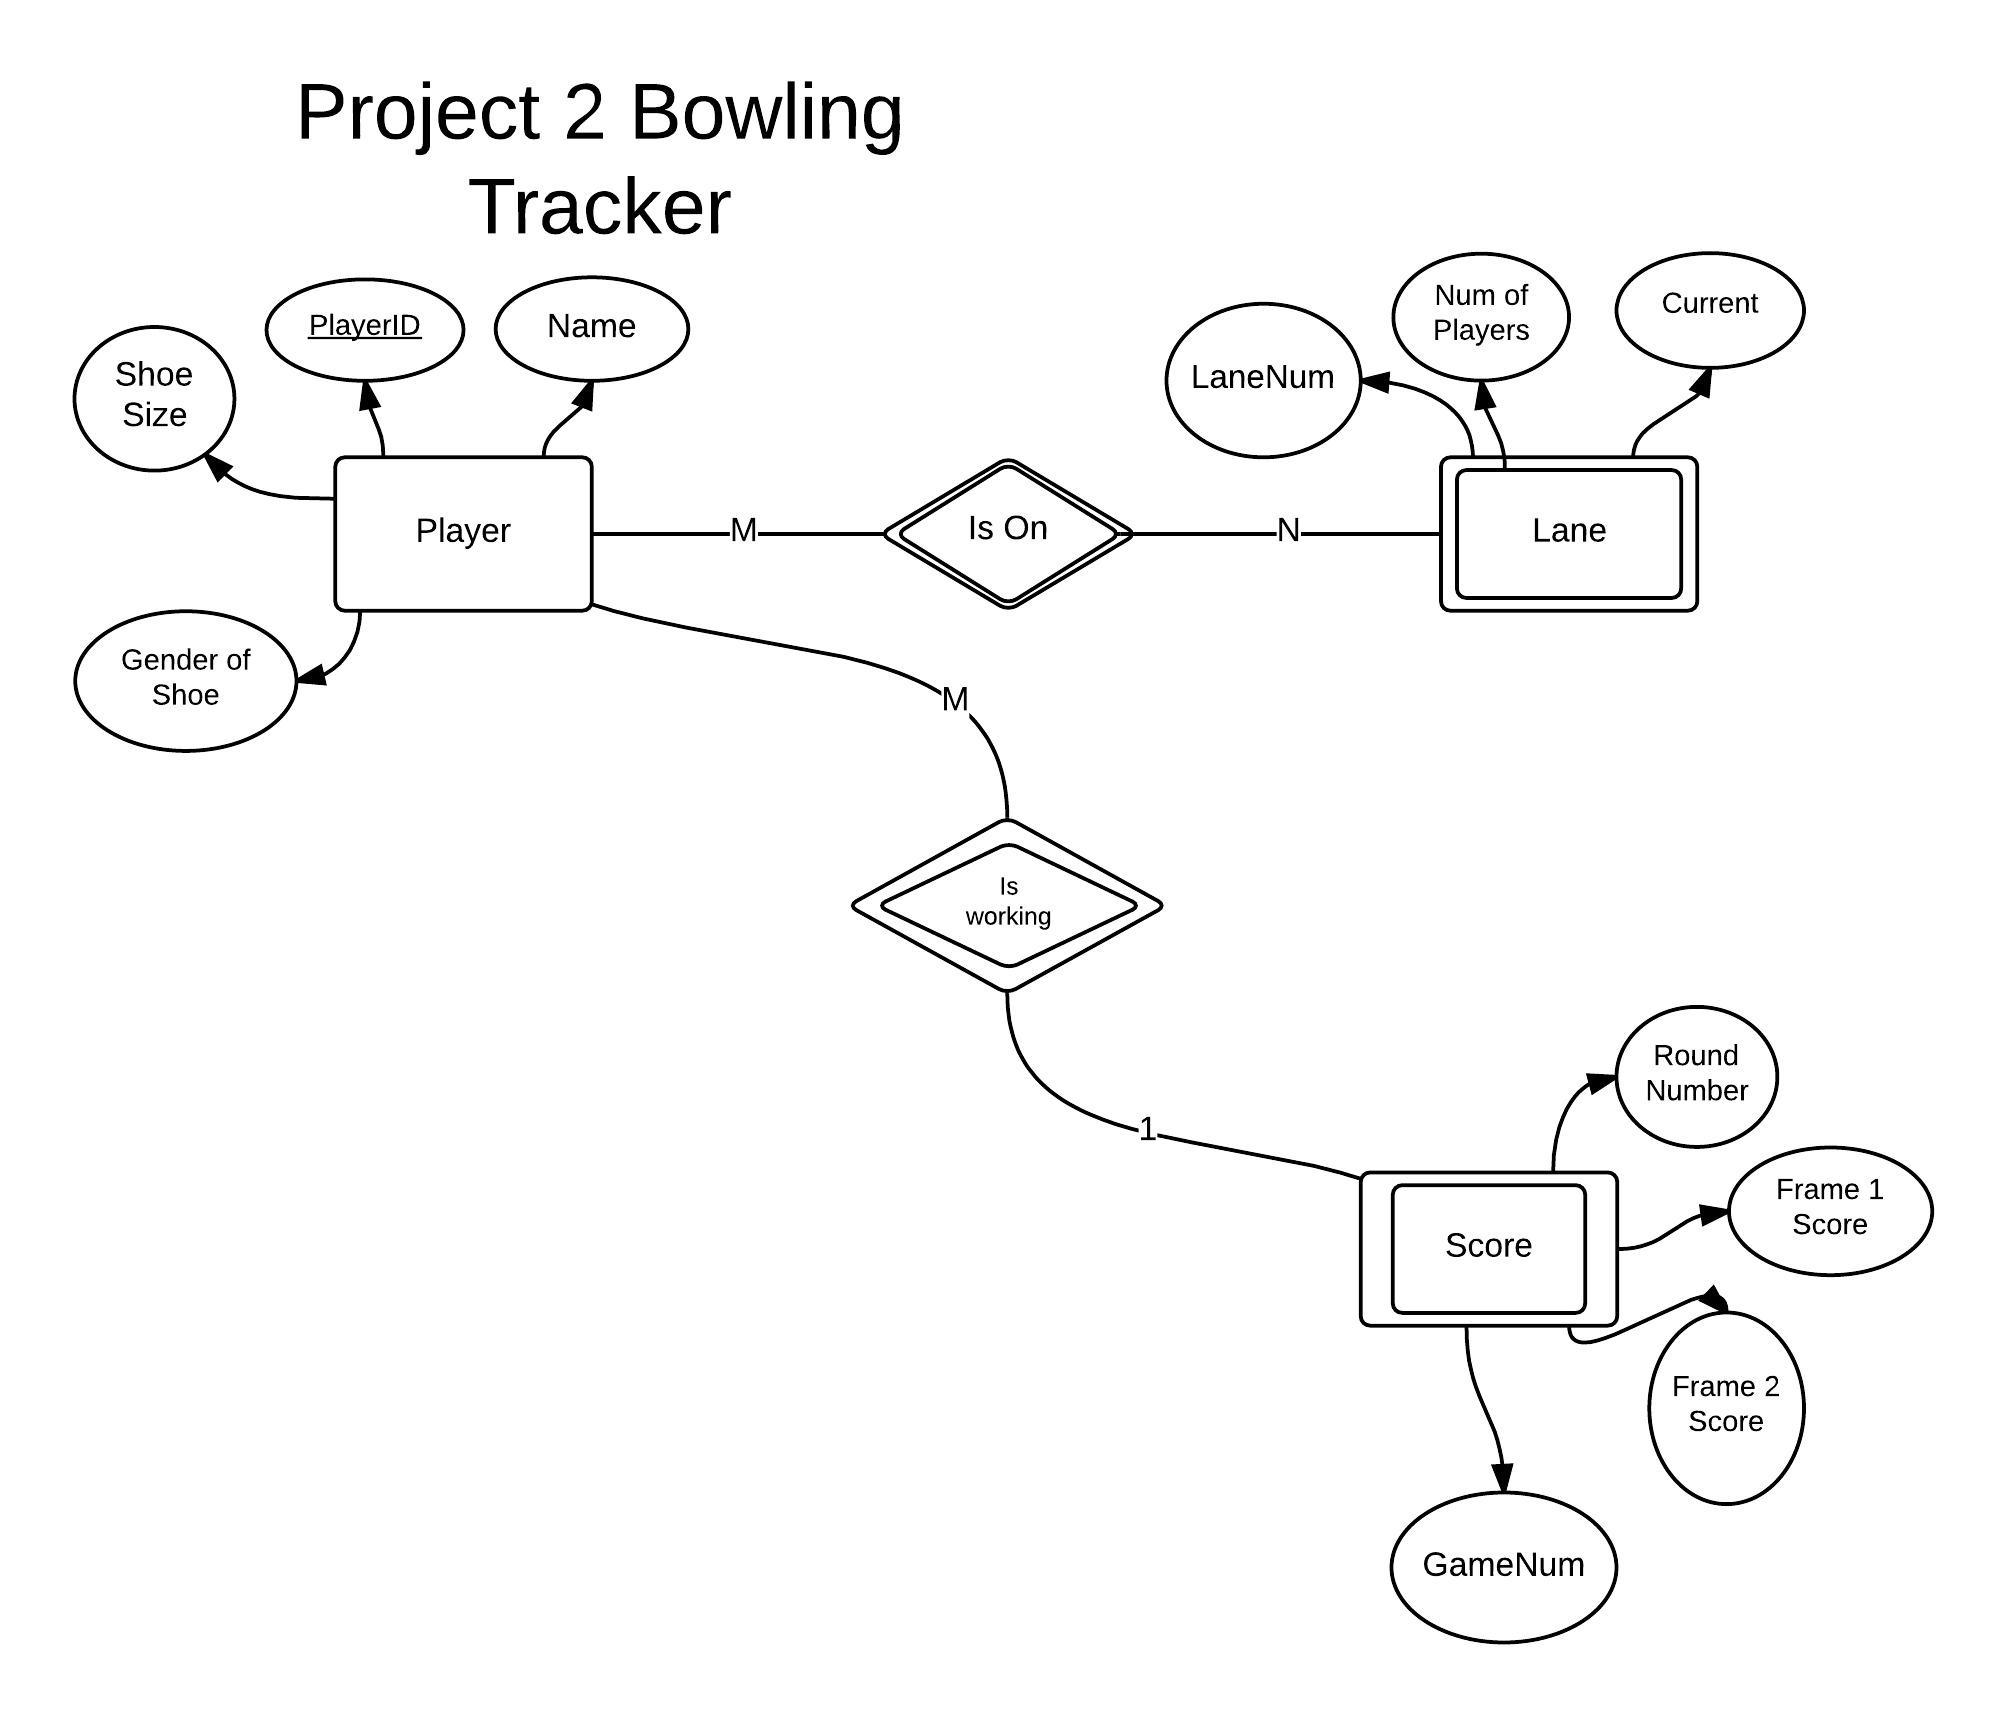 Project 2 Bowling
Tracker
Shoe
Size
PlayerID
Name
LaneNum
Num of
Players
Current
Player
M
Is On
N
Lane
Gender of
Shoe
M
Is
working
1
Round
Number
Frame 1
Score
Score
Frame 2
Score
GameNum